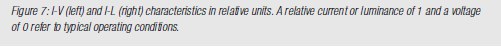 Figure 7: I-V (left) and I-L (right) characteristics in relative units. A relative current or luminance of 1 and a voltage
of 0 refer to typical operating conditions.